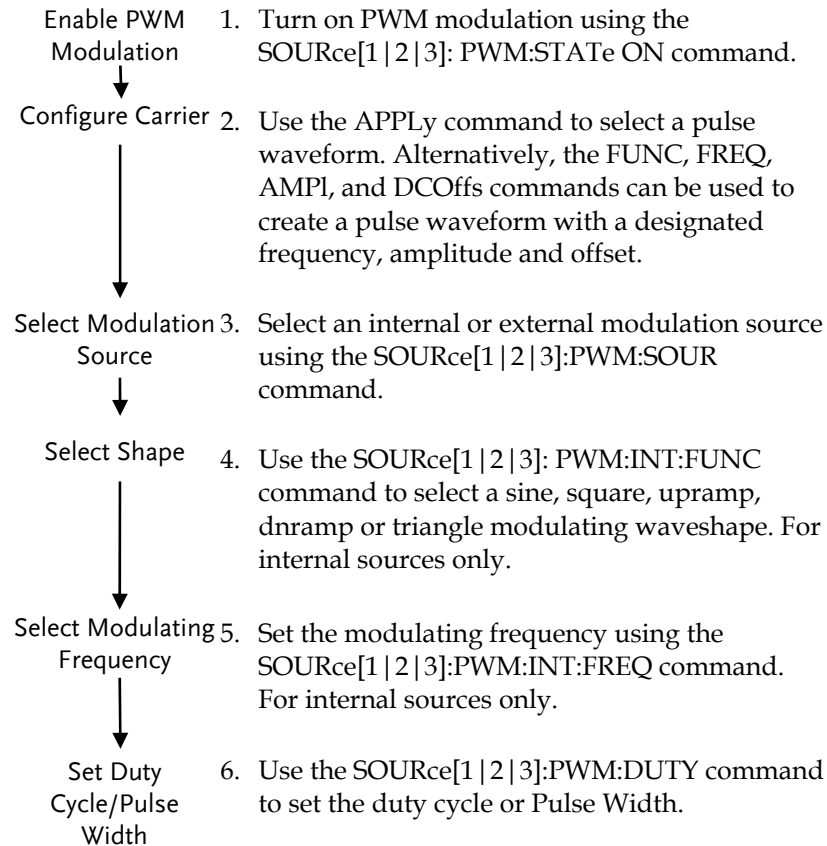 Enable PWM
Modulation
1. Turn on PWM modulation using the
SOURce[1|2|3]: PWM:STATe ON command.
Configure Carrier
2. Use the APPLy command to select a pulse
waveform. Alternatively, the FUNC, FREQ,
AMPl, and DCOffs commands can be used to
create a pulse waveform with a designated
frequency, amplitude and offset.
Select Modulation
Source
3. Select an internal or external modulation source
using the SOURce[1|2|3]:PWM:SOUR
command.
Select Shape
4. Use the SOURce[1|2|3]: PWM:INT:FUNC
command to select a sine, square, upramp,
dnramp or triangle modulating waveshape. For
internal sources only.
Select Modulating
Frequency
5. Set the modulating frequency using the
SOURce[1|2|3]:PWM:INT:FREQ command.
For internal sources only.
Set Duty
Cycle/Pulse
Width
6. Use the SOURce[1|2|3]:PWM:DUTY command
to set the duty cycle or Pulse Width.